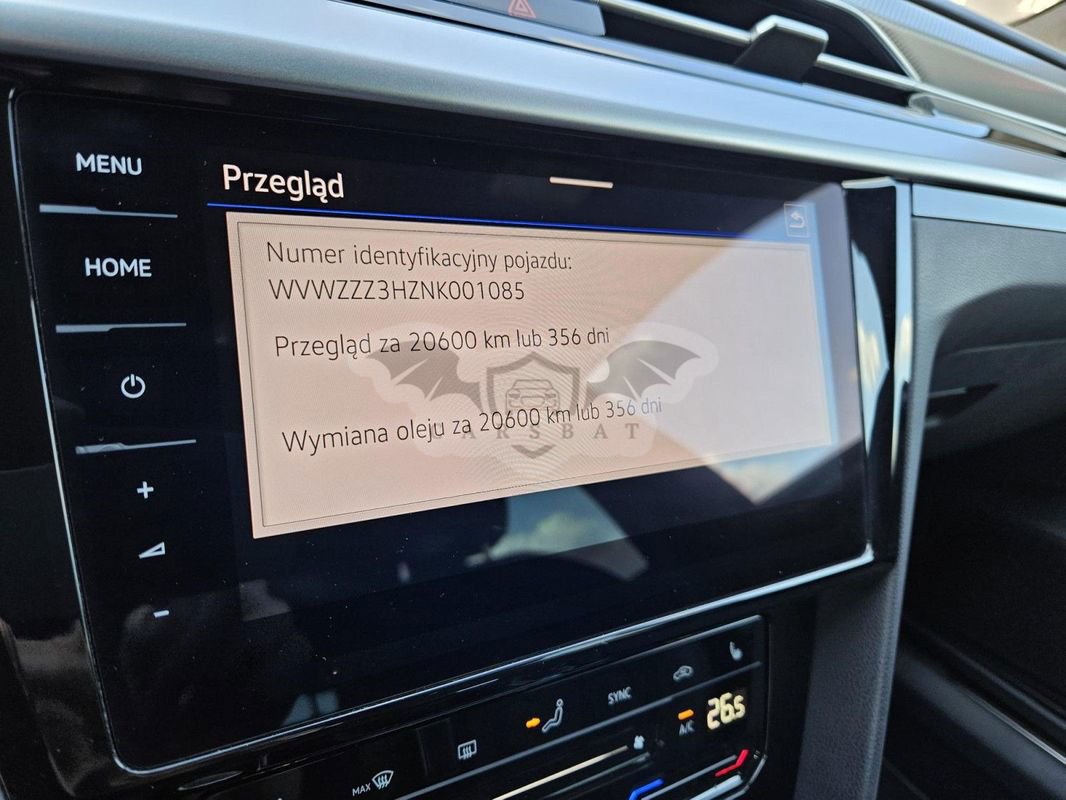 MENU
Przegląd
HOME
Numer identyfikacyjny pojazdu:
WVWZZZ3HZNK001085
Przegląd za 20600 km lub 356 dni
Wymiana oleju za 20600 km lub 356 dni
CARSBAT
+
-
SYNC
A/C
26.5
MAX